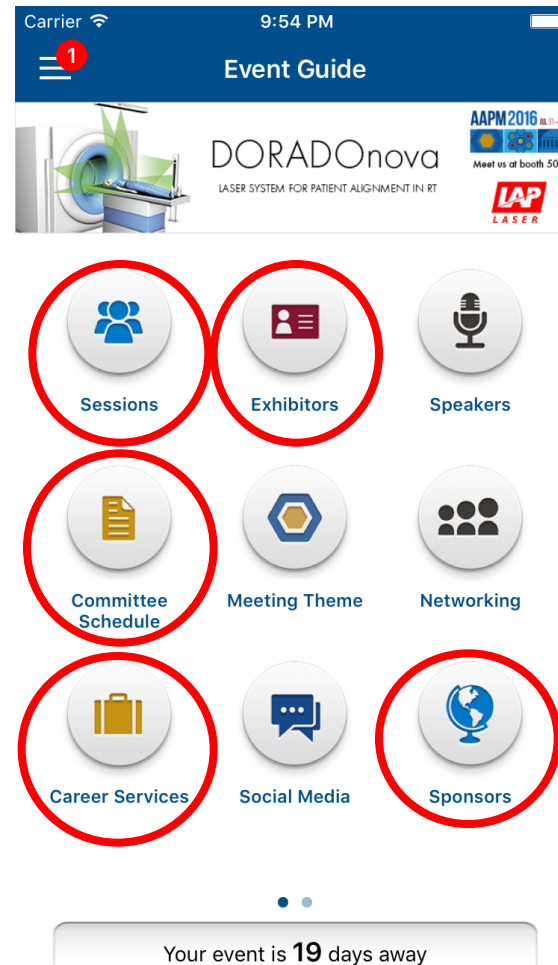 Carrier 9:54 PM
1
Event Guide
DORADOnova
LASER SYSTEM FOR PATIENT ALIGNMENT IN RT
AAPM2016
Meet us at booth 50
LAP
LASER
Sessions
Exhibitors
Speakers
Committee
Schedule
Meeting Theme
Networking
Career Services
Social Media
Sponsors
Your event is 19 days away